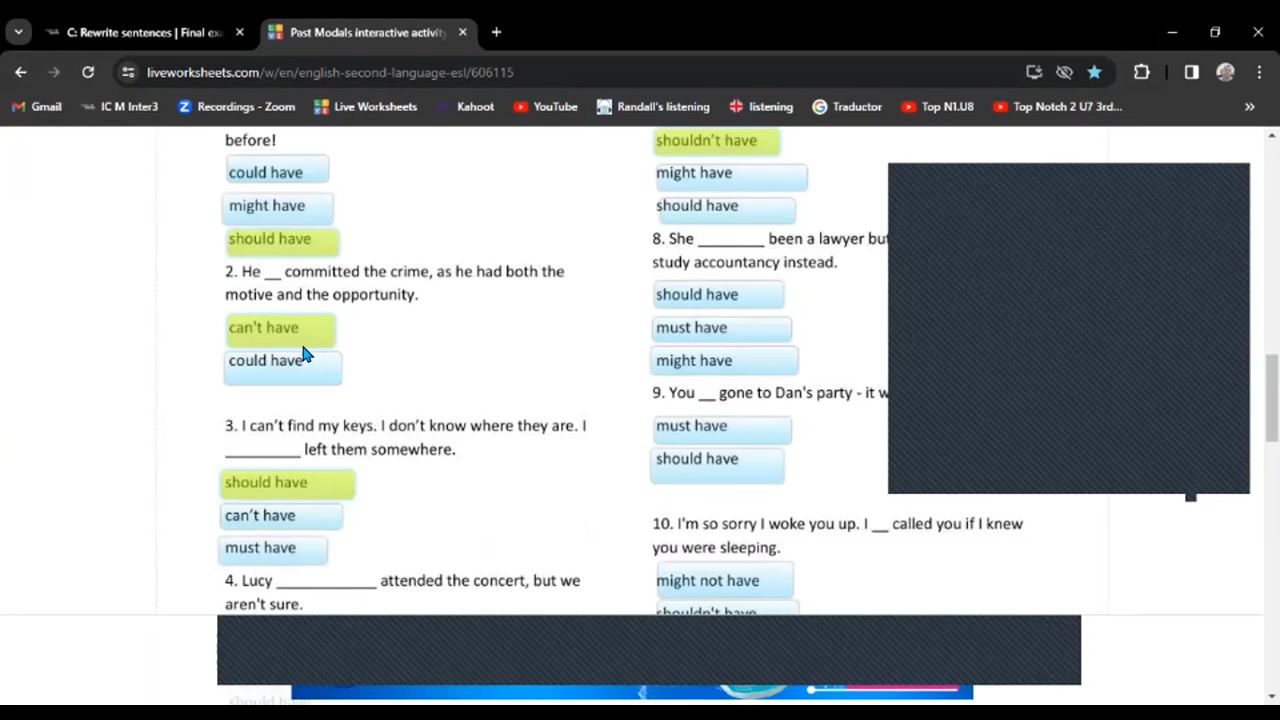 C: Rewrite sentences | Final ex
Past Modals interactive activity
liveworksheets.com/w/en/english-second-language-esl/606115
Gmail
IC M Inter3
Recordings - Zoom
Live Worksheets
Kahoot
YouTube
Randall's listening
listening
Traductor
Top N1.U8
Top Notch 2 U7 3rd...
before!
could have
might have
should have
2. He __ committed the crime, as he had both the
motive and the opportunity.
can't have
could have
3. I can't find my keys. I don't know where they are. I
_________ left them somewhere.
should have
can't have
must have
4. Lucy ____________ attended the concert, but we
aren't sure.
should have
shouldn't have
might have
should have
8. She ________ been a lawyer but
study accountancy instead.
should have
must have
might have
9. You __ gone to Dan's party - it w
must have
should have
10. I'm so sorry I woke you up. I __ called you if I knew
you were sleeping.
might not have
shouldn't have